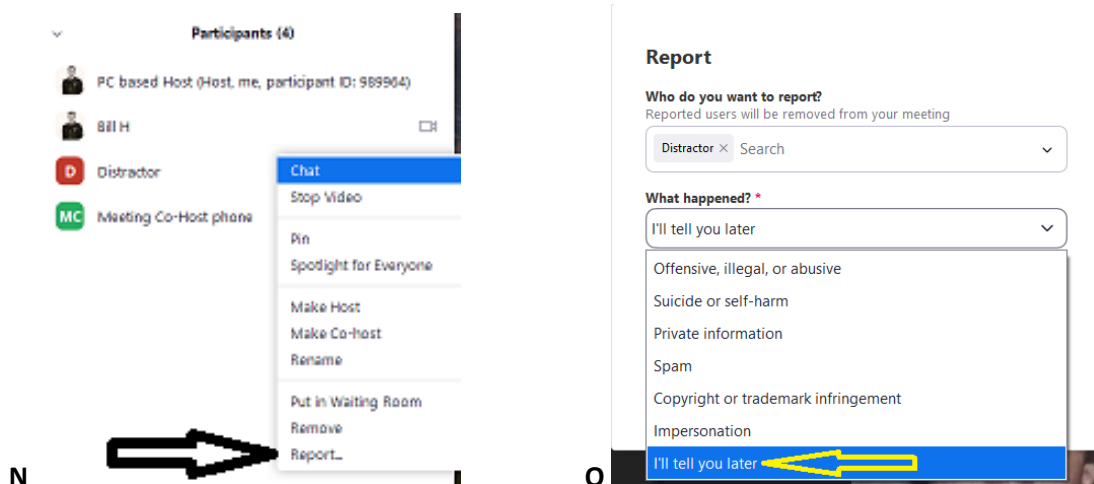 Participants (4)
PC based Host (Host, me, participant ID: 989964)
Bill H
D Distractor
MC Meeting Co-Host phone
Chat
Stop Video
Pin
Spotlight for Everyone
Make Host
Make Co-host
Rename
Put in Waiting Room
Remove
Report...
N
Report
Who do you want to report?
Reported users will be removed from your meeting
Distractor × Search
What happened? *
I'll tell you later
Offensive, illegal, or abusive
Suicide or self-harm
Private information
Spam
Copyright or trademark infringement
Impersonation
I'll tell you later
O